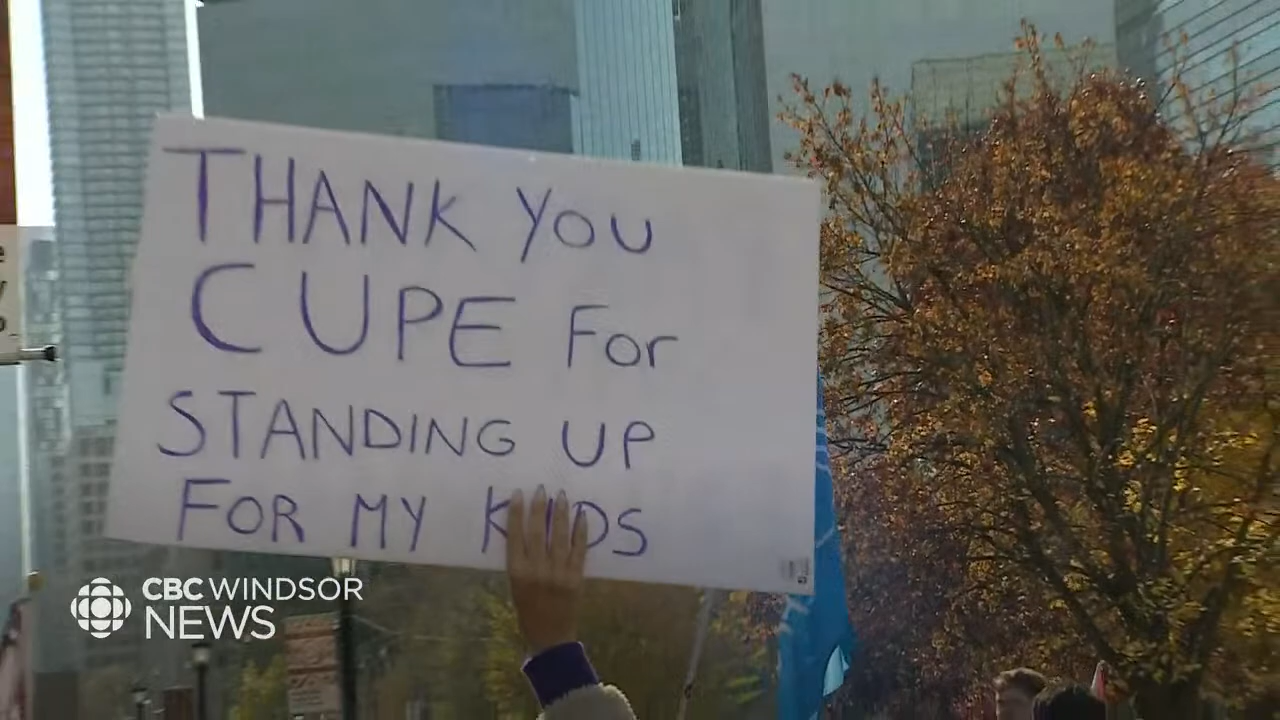 THANK YOU
CUPE For
STANDING UP
FOR MY KIDS
CBC WINDSOR
NEWS